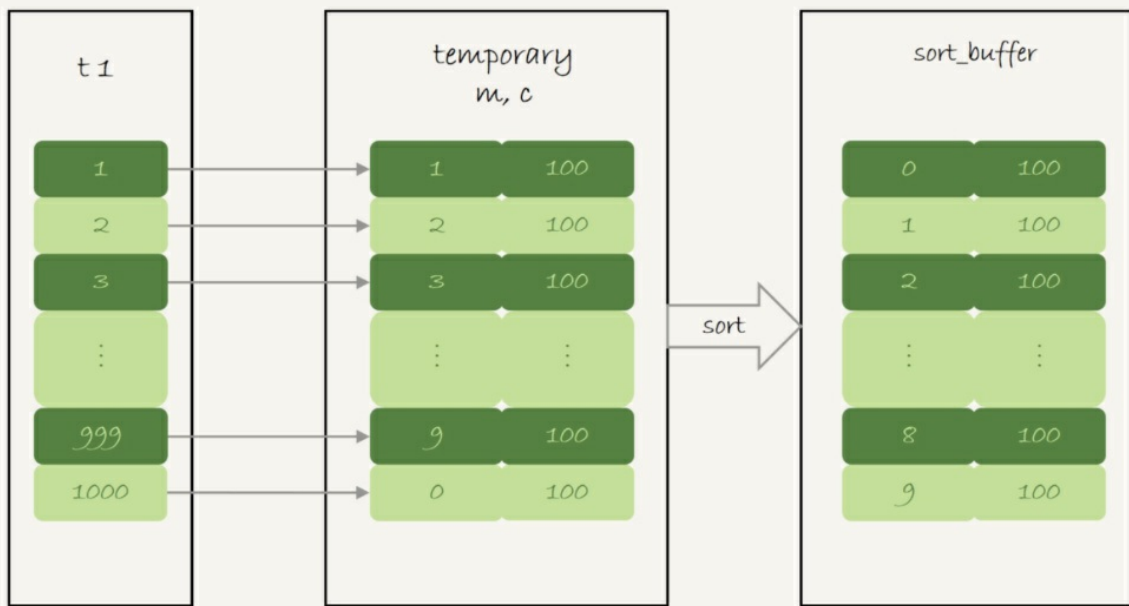 t1
temporary
m, c
sort_buffer
1 1 100 0 100
2 2 100 1 100
3 3 100 2 100
sort
⋮ ⋮ ⋮ ⋮ ⋮
999 9 100 8 100
1000 0 100 9 100